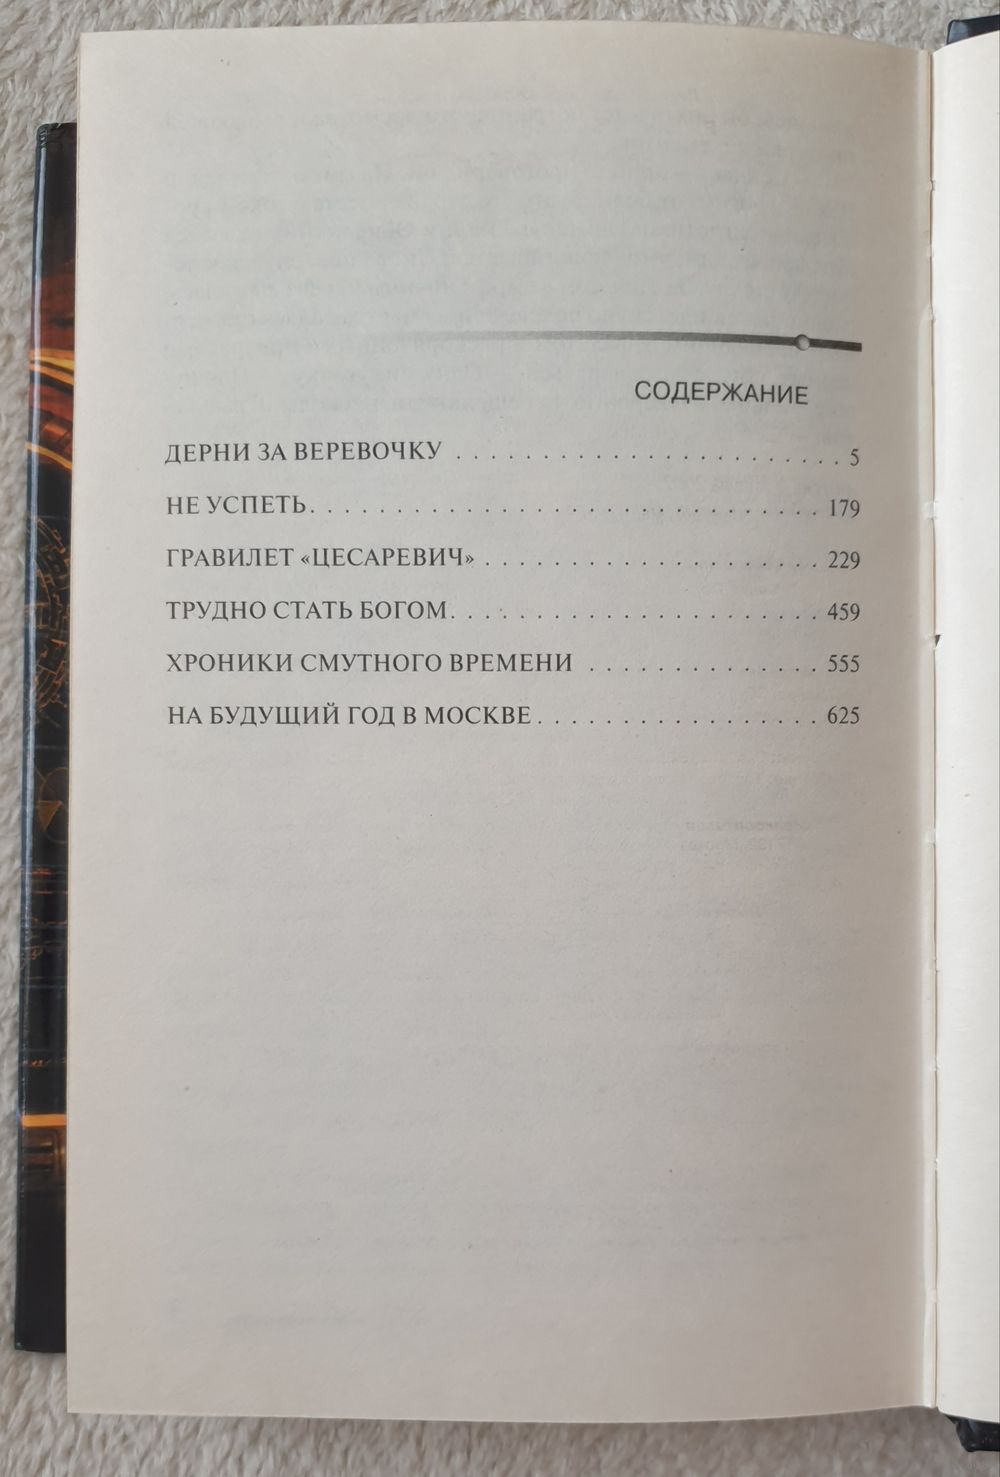 СОДЕРЖАНИЕ
ДЕРНИ ЗА ВЕРЕВОЧКУ . . . . . . . . . . . . . . . . . . . . . . . . . . . 5
НЕ УСПЕТЬ. . . . . . . . . . . . . . . . . . . . . . . . . . . . . . . 179
ГРАВИЛЕТ «ЦЕСАРЕВИЧ» . . . . . . . . . . . . . . . . . . . . 229
ТРУДНО СТАТЬ БОГОМ. . . . . . . . . . . . . . . . . . . . . . 459
ХРОНИКИ СМУТНОГО ВРЕМЕНИ . . . . . . . . . . . . . . 555
НА БУДУЩИЙ ГОД В МОСКВЕ . . . . . . . . . . . . . . . . . 625